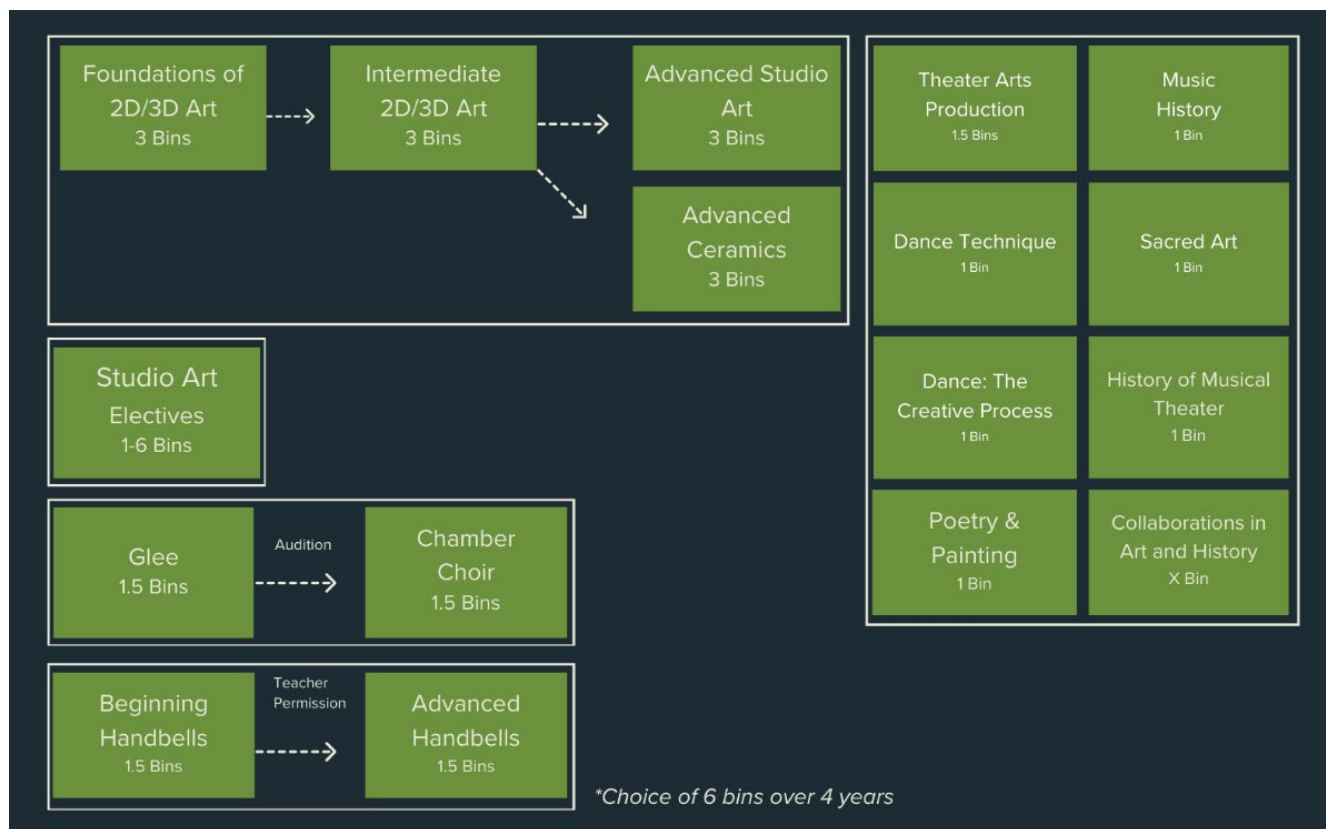 Foundations of
2D/3D Art
3 Bins
Intermediate
2D/3D Art
3 Bins
Advanced Studio
Art
3 Bins
Advanced
Ceramics
3 Bins
Studio Art
Electives
1-6 Bins
Glee
1.5 Bins
Audition
Chamber
Choir
1.5 Bins
Beginning
Handbells
1.5 Bins
Teacher
Permission
Advanced
Handbells
1.5 Bins
Theater Arts
Production
1.5 Bins
Music
History
1 Bin
Dance Technique
1 Bin
Sacred Art
1 Bin
Dance: The
Creative Process
1 Bin
History of Musical
Theater
1 Bin
Poetry &
Painting
1 Bin
Collaborations in
Art and History
X Bin
*Choice of 6 bins over 4 years